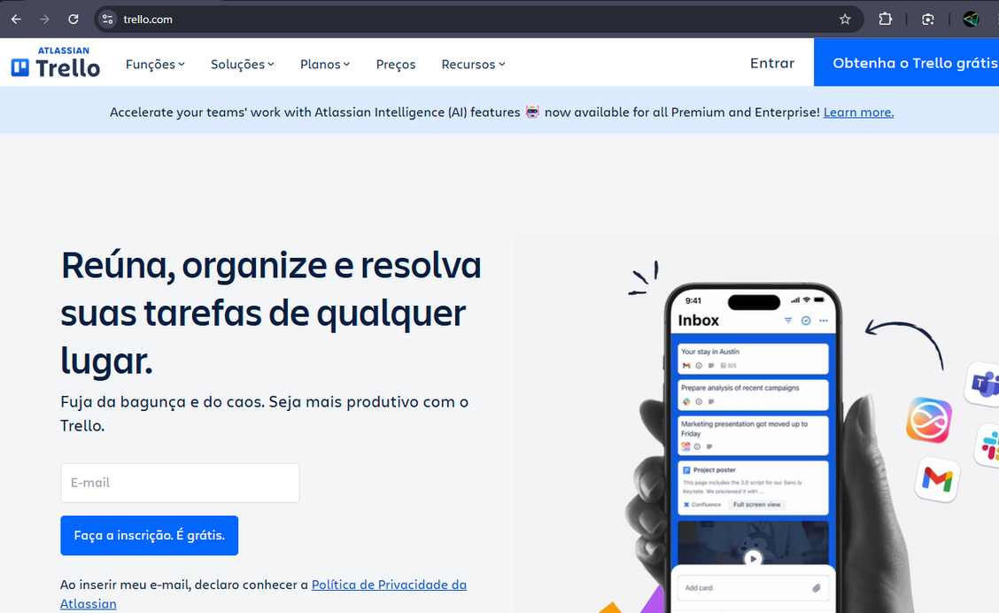 trello.com
ATLASSIAN
Trello
Funções
Soluções
Planos
Preços
Recursos
Entrar
Obtenha o Trello grátis
Accelerate your teams' work with Atlassian Intelligence (AI) features 🤖 now available for all Premium and Enterprise! Learn more.
Reúna, organize e resolva
suas tarefas de qualquer
lugar.
Fuja da bagunça e do caos. Seja mais produtivo com o
Trello.
E-mail
Faça a inscrição. É grátis.
Ao inserir meu e-mail, declaro conhecer a Política de Privacidade da
Atlassian
9:41
Inbox
Your stay in Austin
0/3
Prepare analysis of recent campaigns
Marketing presentation got moved up to
Friday
Project poster
This page includes the 3.0 script for our Sanc.ly
Keynote. We previewed it with ...
Confluence
Full screen view
Add card